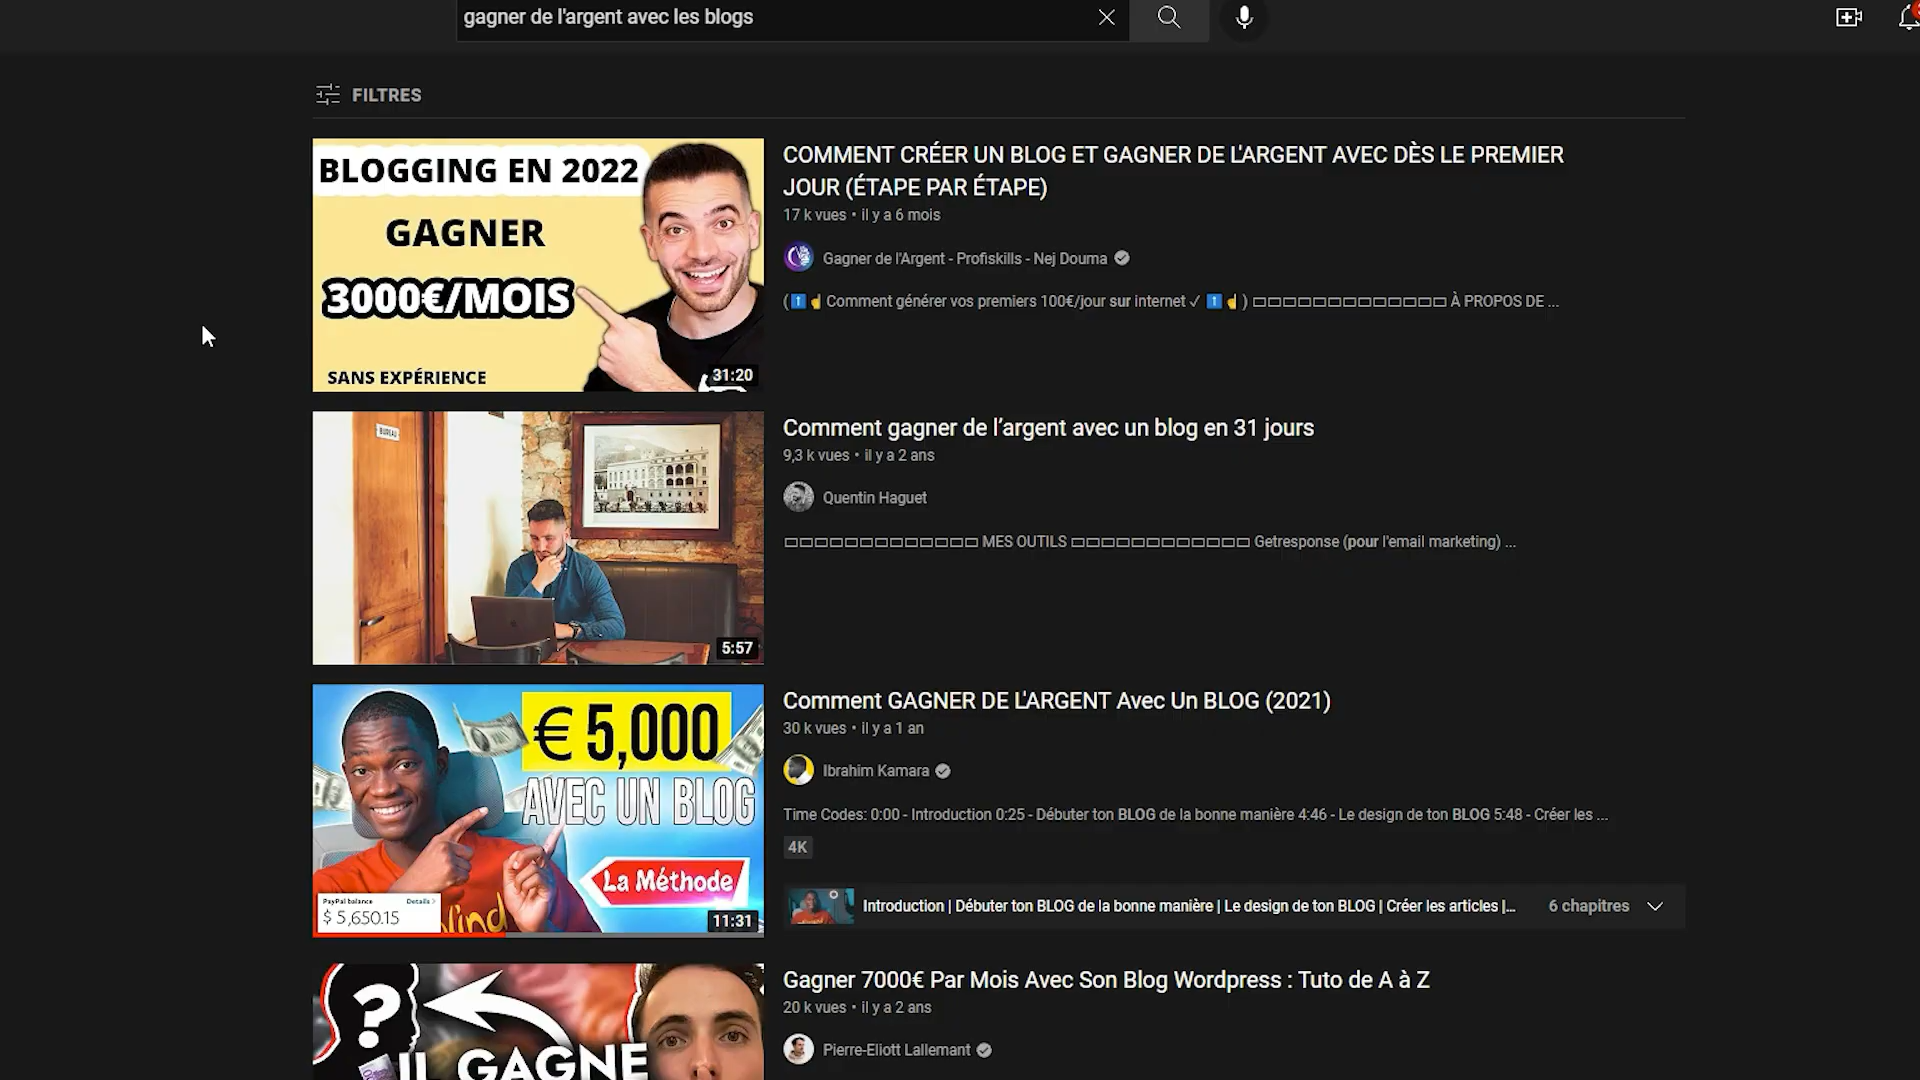 gagner de l'argent avec les blogs
FILTRES
BLOGGING EN 2022
GAGNER
3000€/MOIS
SANS EXPÉRIENCE
31:20
COMMENT CRÉER UN BLOG ET GAGNER DE L'ARGENT AVEC DÈS LE PREMIER
JOUR (ÉTAPE PAR ÉTAPE)
17 k vues • il y a 6 mois
Gagner de l'Argent - Profiskills - Nej Douma
(⬆️☝️Comment générer vos premiers 100€/jour sur internet ✓ ⬆️☝️) ▭▭▭▭▭▭▭▭▭▭▭▭▭ À PROPOS DE ...
BUREAU
5:57
Comment gagner de l’argent avec un blog en 31 jours
9,3 k vues • il y a 2 ans
Quentin Haguet
▭▭▭▭▭▭▭▭▭▭▭▭▭ MES OUTILS ▭▭▭▭▭▭▭▭▭▭▭▭ Getresponse (pour l'email marketing) ...
€ 5,000
AVEC UN BLOG
La Méthode
PayPal balance Details >
$ 5,650.15
11:31
Comment GAGNER DE L'ARGENT Avec Un BLOG (2021)
30 k vues • il y a 1 an
Ibrahim Kamara
Time Codes: 0:00 - Introduction 0:25 - Débuter ton BLOG de la bonne manière 4:46 - Le design de ton BLOG 5:48 - Créer les ...
4K
Introduction | Débuter ton BLOG de la bonne manière | Le design de ton BLOG | Créer les articles |...
6 chapitres
?
IL GAGNE
Gagner 7000€ Par Mois Avec Son Blog Wordpress : Tuto de A à Z
20 k vues • il y a 2 ans
Pierre-Eliott Lallemant